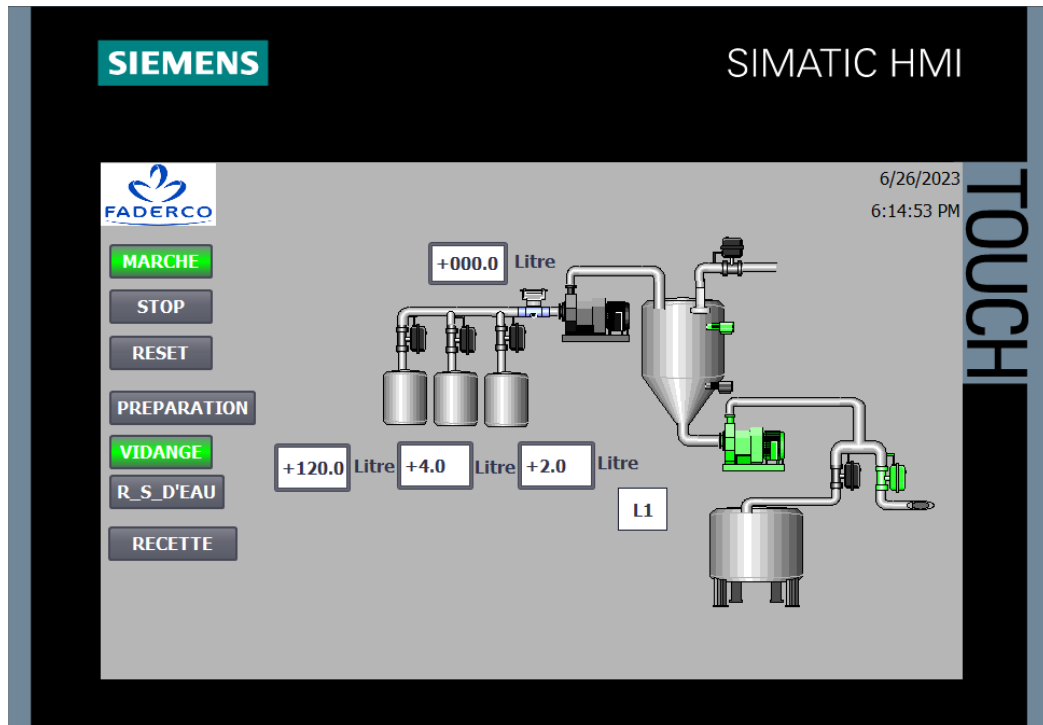 SIEMENS
SIMATIC HMI
TOUCH
FADERCO
6/26/2023
6:14:53 PM
MARCHE
STOP
RESET
PREPARATION
VIDANGE
R_S_D'EAU
RECETTE
+000.0 Litre
+120.0 Litre +4.0 Litre +2.0 Litre
L1